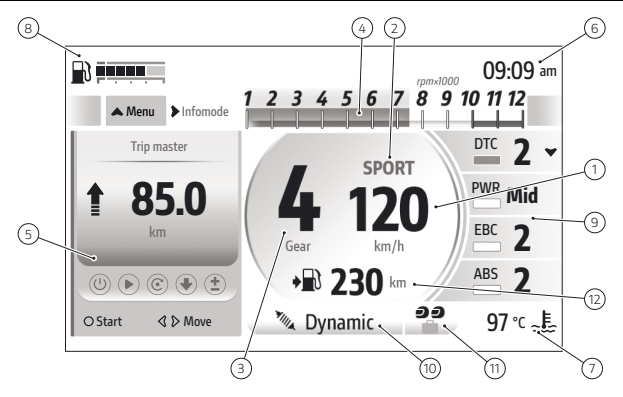 8
4
2
6
09:09 am
rpmx1000
1 2 3 4 5 6 7 8 9 10 11 12
Menu Infomode
Trip master
85.0
km
5
Start Move
4
Gear
SPORT
120
km/h
230 km
Dynamic
DTC 2
PWR Mid
EBC 2
ABS 2
97 °C
1
9
12
3
10
11
7